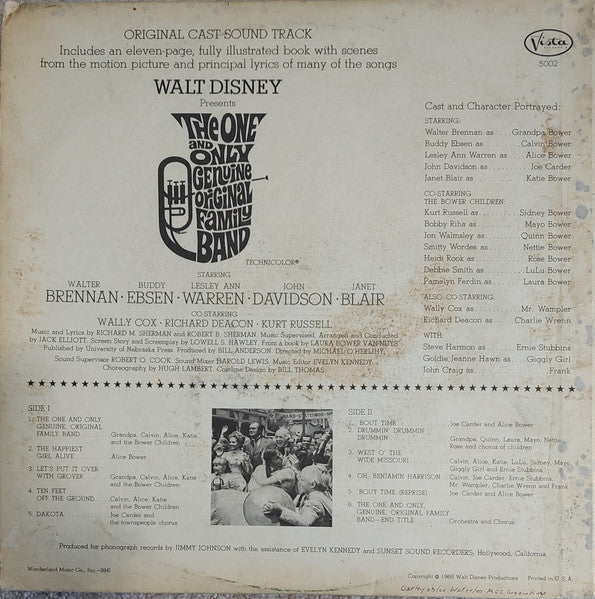 ORIGINAL CAST SOUND TRACK
Includes an eleven-page, fully illustrated book with scenes
from the motion picture and principal lyrics of many of the songs
Vista
5002
WALT DISNEY
Presents
THE ONE
AND
ONLY
GENUINE
ORIGINAL
FAMILY
BAND
TECHNICOLOR®
STARRING
WALTER BUDDY LESLEY ANN JOHN JANET
BRENNAN · EBSEN · WARREN · DAVIDSON · BLAIR
CO-STARRING
WALLY COX · RICHARD DEACON · KURT RUSSELL
Music and Lyrics by RICHARD M. SHERMAN and ROBERT B. SHERMAN. Music Supervised, Arranged and Conducted
by JACK ELLIOTT. Screen Story and Screenplay by LOWELL S. HAWLEY. From a book by LAURA BOWER VAN NUYS
Published by University of Nebraska Press. Produced by BILL ANDERSON. Directed by MICHAEL O'HERLIHY.
Sound Supervisor ROBERT O. COOK. Sound Mixer HAROLD LEWIS. Music Editor EVELYN KENNEDY.
Choreography by HUGH LAMBERT. Costume Design by BILL THOMAS.
Cast and Character Portrayed:
STARRING:
Walter Brennan as....Grandpa Bower
Buddy Ebsen as....Calvin Bower
Lesley Ann Warren as....Alice Bower
John Davidson as....Joe Carder
Janet Blair as....Katie Bower
CO-STARRING
THE BOWER CHILDREN:
Kurt Russell as....Sidney Bower
Bobby Riha as....Mayo Bower
Jon Walmsley as....Quinn Bower
Smitty Wordes as....Nettie Bower
Heidi Rook as....Rose Bower
Debbie Smith as....LuLu Bower
Pamelyn Ferdin as....Laura Bower
ALSO CO-STARRING
Wally Cox as....Mr. Wampler
Richard Deacon as....Charlie Wrenn
WITH:
Steve Harmon as....Ernie Stubbins
Goldie Jeanne Hawn as....Giggly Girl
John Craig as....Frank
SIDE I
1. THE ONE AND ONLY,
GENUINE, ORIGINAL
FAMILY BAND....Grandpa, Calvin, Alice, Katie
and the Bower Children
2. THE HAPPIEST
GIRL ALIVE....Alice Bower
3. LET'S PUT IT OVER
WITH GROVER....Grandpa, Calvin, Alice, Katie
and the Bower Children
4. TEN FEET
OFF THE GROUND....Calvin, Alice, Katie
and the Bower Children
5. DAKOTA....Joe Carder and
the townspeople chorus
SIDE II
1. 'BOUT TIME....Joe Carder and Alice Bower
2. DRUMMIN' DRUMMIN'
DRUMMIN'....Grandpa, Quinn, Laura, Mayo, Nettie,
Rose and chorus of children
3. WEST O' THE
WIDE MISSOURI....Calvin, Alice, Katie, LuLu, Sidney, Mayo,
Giggly Girl and Ernie Stubbins
4. OH, BENJAMIN HARRISON....Calvin, Joe Carder, Ernie Stubbins,
Mr. Wampler, Charlie Wrenn and Frank
5. 'BOUT TIME (REPRISE)....Joe Carder and Alice Bower
6. THE ONE AND ONLY,
GENUINE, ORIGINAL FAMILY
BAND—END TITLE....Orchestra and Chorus
Produced for phonograph records by JIMMY JOHNSON with the assistance of EVELYN KENNEDY and SUNSET SOUND RECORDERS, Hollywood, California
Wonderland Music Co., Inc.—BMI
Copyright © 1968 Walt Disney Productions
Printed in U.S.A.